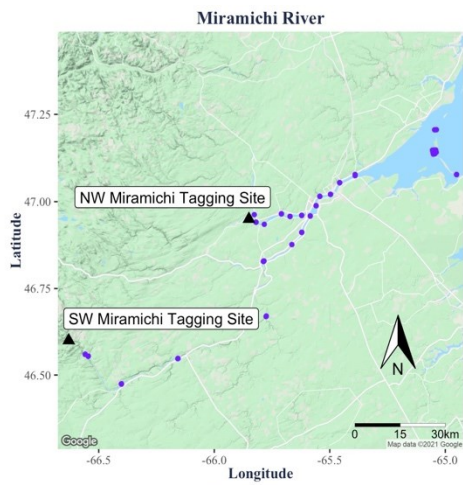 Miramichi River
Latitude
47.25
47.00
46.75
46.50
NW Miramichi Tagging Site
SW Miramichi Tagging Site
N
0 15 30km
Google
Map data ©2021 Google
-66.5 -66.0 -65.5 -65.0
Longitude